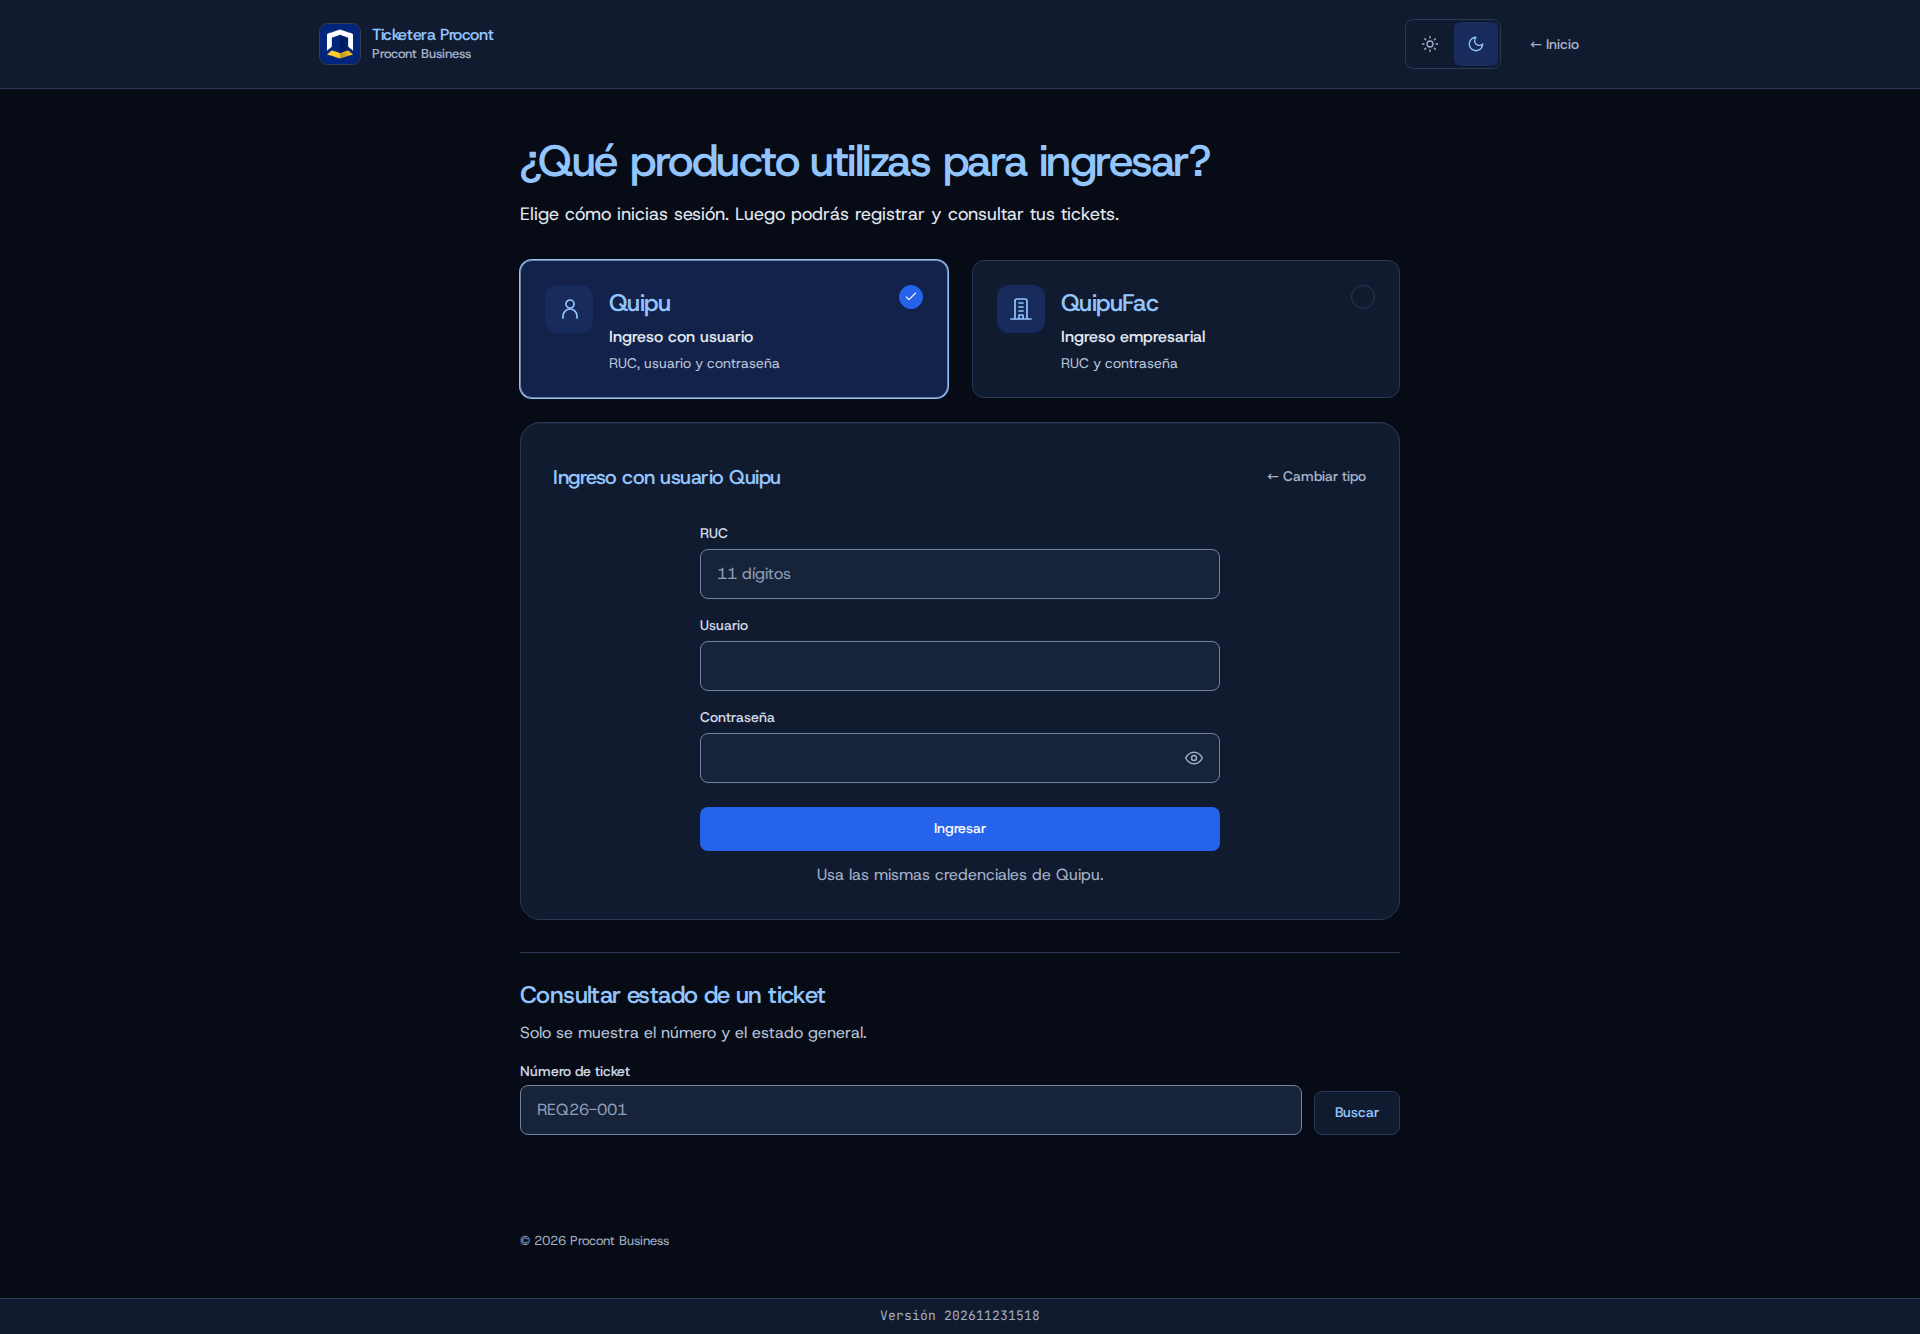 Ticketera Procont
Procont Business
← Inicio
¿Qué producto utilizas para ingresar?
Elige cómo inicias sesión. Luego podrás registrar y consultar tus tickets.
Quipu
Ingreso con usuario
RUC, usuario y contraseña
QuipuFac
Ingreso empresarial
RUC y contraseña
Ingreso con usuario Quipu
← Cambiar tipo
RUC
11 dígitos
Usuario
Contraseña
Ingresar
Usa las mismas credenciales de Quipu.
Consultar estado de un ticket
Solo se muestra el número y el estado general.
Número de ticket
REQ26-001
Buscar
© 2026 Procont Business
Versión 202611231518